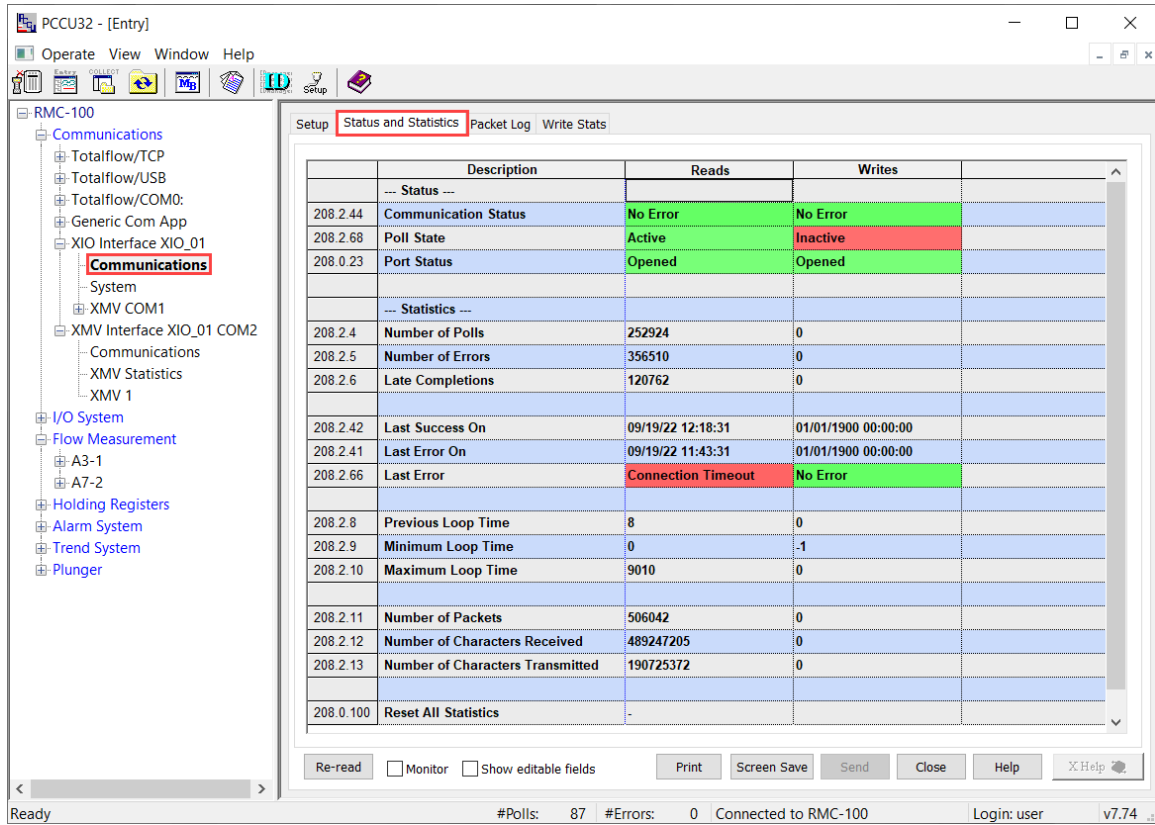 PCCU32 - [Entry]
Operate View Window Help
Entry COLLECT MB ID Manager Setup
RMC-100
Communications
Totalflow/TCP
Totalflow/USB
Totalflow/COM0:
Generic Com App
XIO Interface XIO_01
Communications
System
XMV COM1
XMV Interface XIO_01 COM2
Communications
XMV Statistics
XMV 1
I/O System
Flow Measurement
A3-1
A7-2
Holding Registers
Alarm System
Trend System
Plunger
Setup Status and Statistics Packet Log Write Stats
Description Reads Writes
--- Status ---
208.2.44 Communication Status No Error No Error
208.2.68 Poll State Active Inactive
208.0.23 Port Status Opened Opened
--- Statistics ---
208.2.4 Number of Polls 252924 0
208.2.5 Number of Errors 356510 0
208.2.6 Late Completions 120762 0
208.2.42 Last Success On 09/19/22 12:18:31 01/01/1900 00:00:00
208.2.41 Last Error On 09/19/22 11:43:31 01/01/1900 00:00:00
208.2.66 Last Error Connection Timeout No Error
208.2.8 Previous Loop Time 8 0
208.2.9 Minimum Loop Time 0 -1
208.2.10 Maximum Loop Time 9010 0
208.2.11 Number of Packets 506042 0
208.2.12 Number of Characters Received 489247205 0
208.2.13 Number of Characters Transmitted 190725372 0
208.0.100 Reset All Statistics -
Re-read Monitor Show editable fields Print Screen Save Send Close Help X Help
Ready #Polls: 87 #Errors: 0 Connected to RMC-100 Login: user v7.74